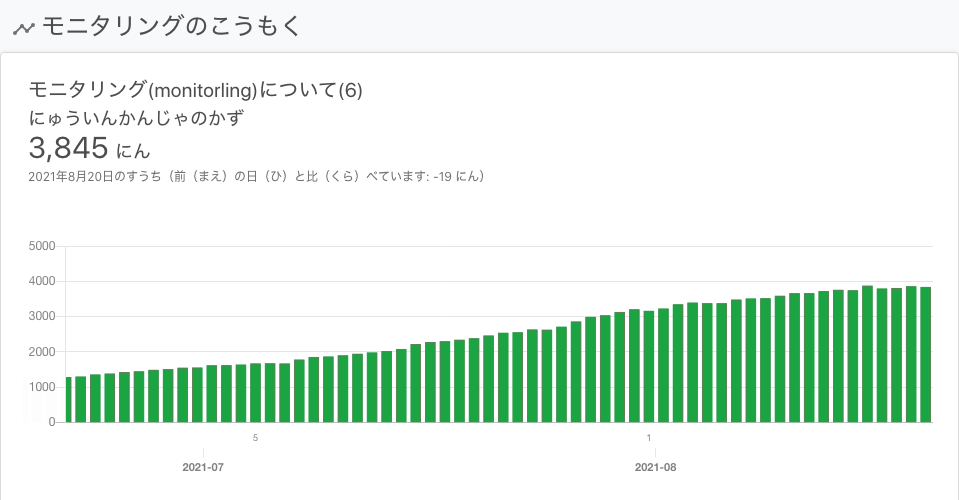 モニタリングのこうもく
モニタリング(monitorling)について(6)
にゅういんかんじゃのかず
3,845 にん
2021年8月20日のすうち（前（まえ）の日（ひ）と比（くら）べています: -19 にん）
5000
4000
3000
2000
1000
0
5
1
2021-07
2021-08